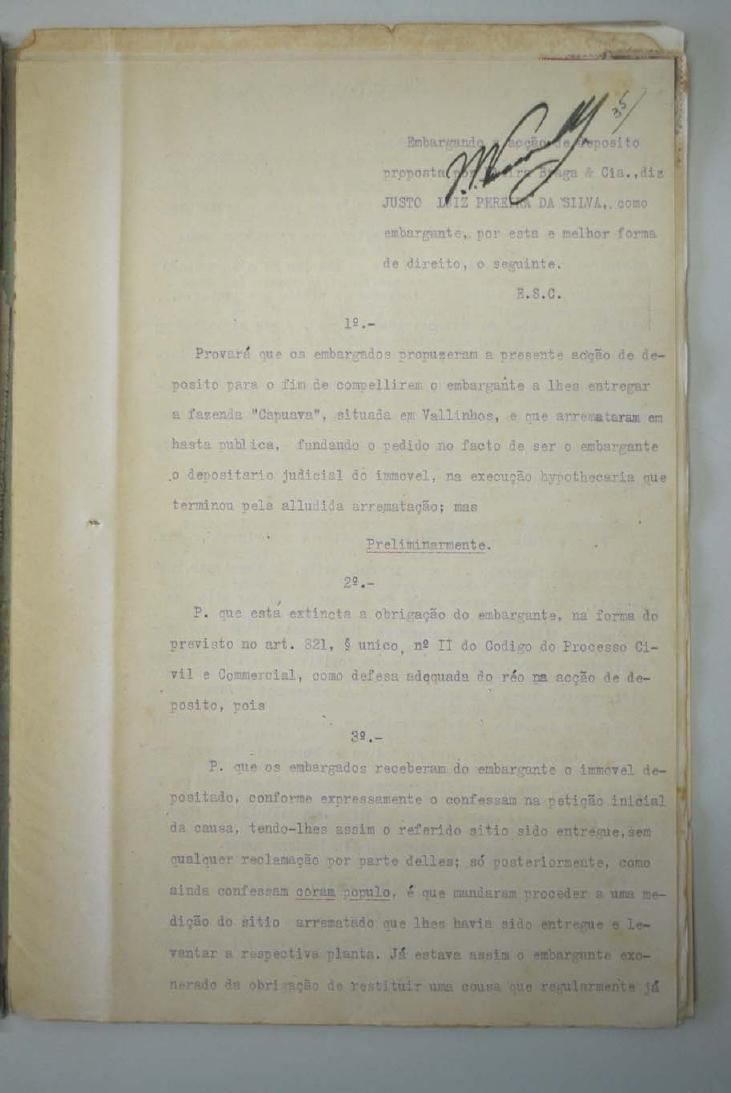 35
Embargando a acção de deposito
proposta por Braga & Cia., diz
JUSTO LUIZ PEREIRA DA SILVA, como
embargante, por esta e melhor forma
de direito, o seguinte.
E.S.C.
1º.-
Provará que os embargados propuzeram a presente acção de de-
posito para o fim de compellirem o embargante a lhes entregar
a fazenda "Capuava", situada em Vallinhos, e que arremataram em
hasta publica, fundando o pedido no facto de ser o embargante
o depositario judicial do immovel, na execução hypothecaria que
terminou pela alludida arrematação; mas
Preliminarmente.
2º.-
P. que está extincta a obrigação do embargante, na forma do
previsto no art. 821, § unico, nº II do Codigo do Processo Ci-
vil e Commercial, como defesa adequada do réo na acção de de-
posito, pois
3º.-
P. que os embargados receberam do embargante o immovel de-
positado, conforme expressamente o confessam na petição inicial
da causa, tendo-lhes assim o referido sitio sido entregue, sem
qualquer reclamação por parte delles; só posteriormente, como
ainda confessam coram populo, é que mandaram proceder a uma me-
dição do sitio arrematado que lhes havia sido entregue e le-
vantar a respectiva planta. Já estava assim o embargante exo-
nerado da obrigação de restituir uma cousa que regularmente já